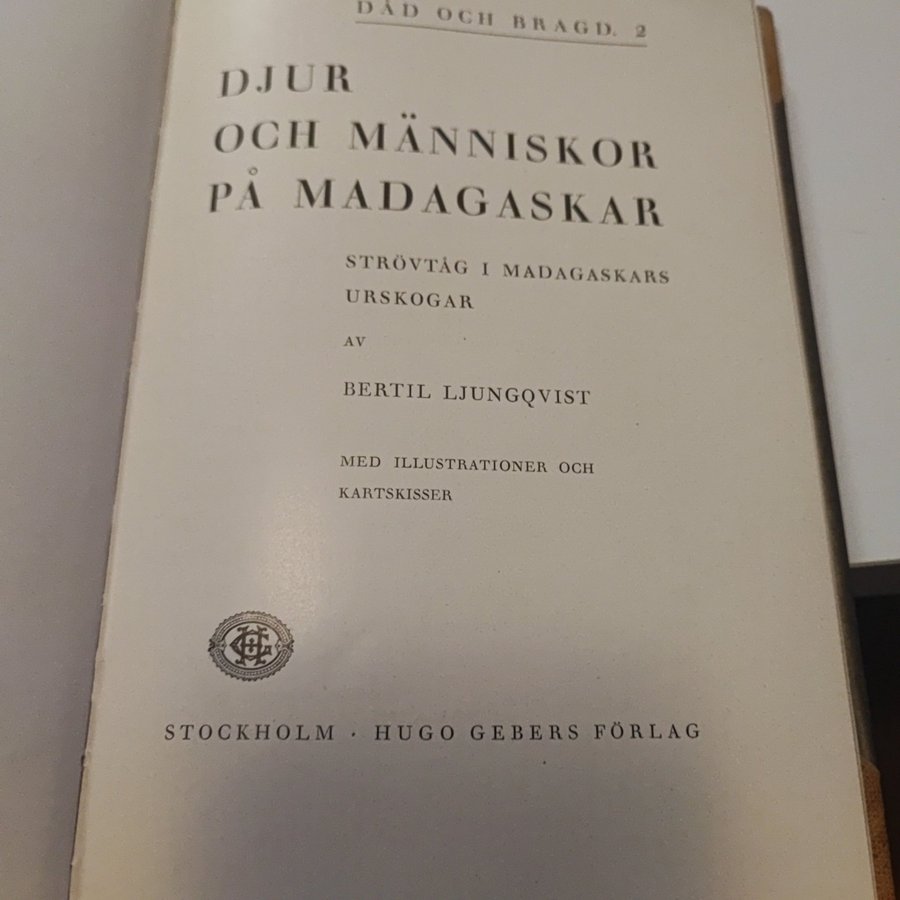 DÅD OCH BRAGD. 2
DJUR
OCH MÄNNISKOR
PÅ MADAGASKAR
STRÖVTÅG I MADAGASKARS
URSKOGAR
AV
BERTIL LJUNGQVIST
MED ILLUSTRATIONER OCH
KARTSKISSER
STOCKHOLM · HUGO GEBERS FÖRLAG